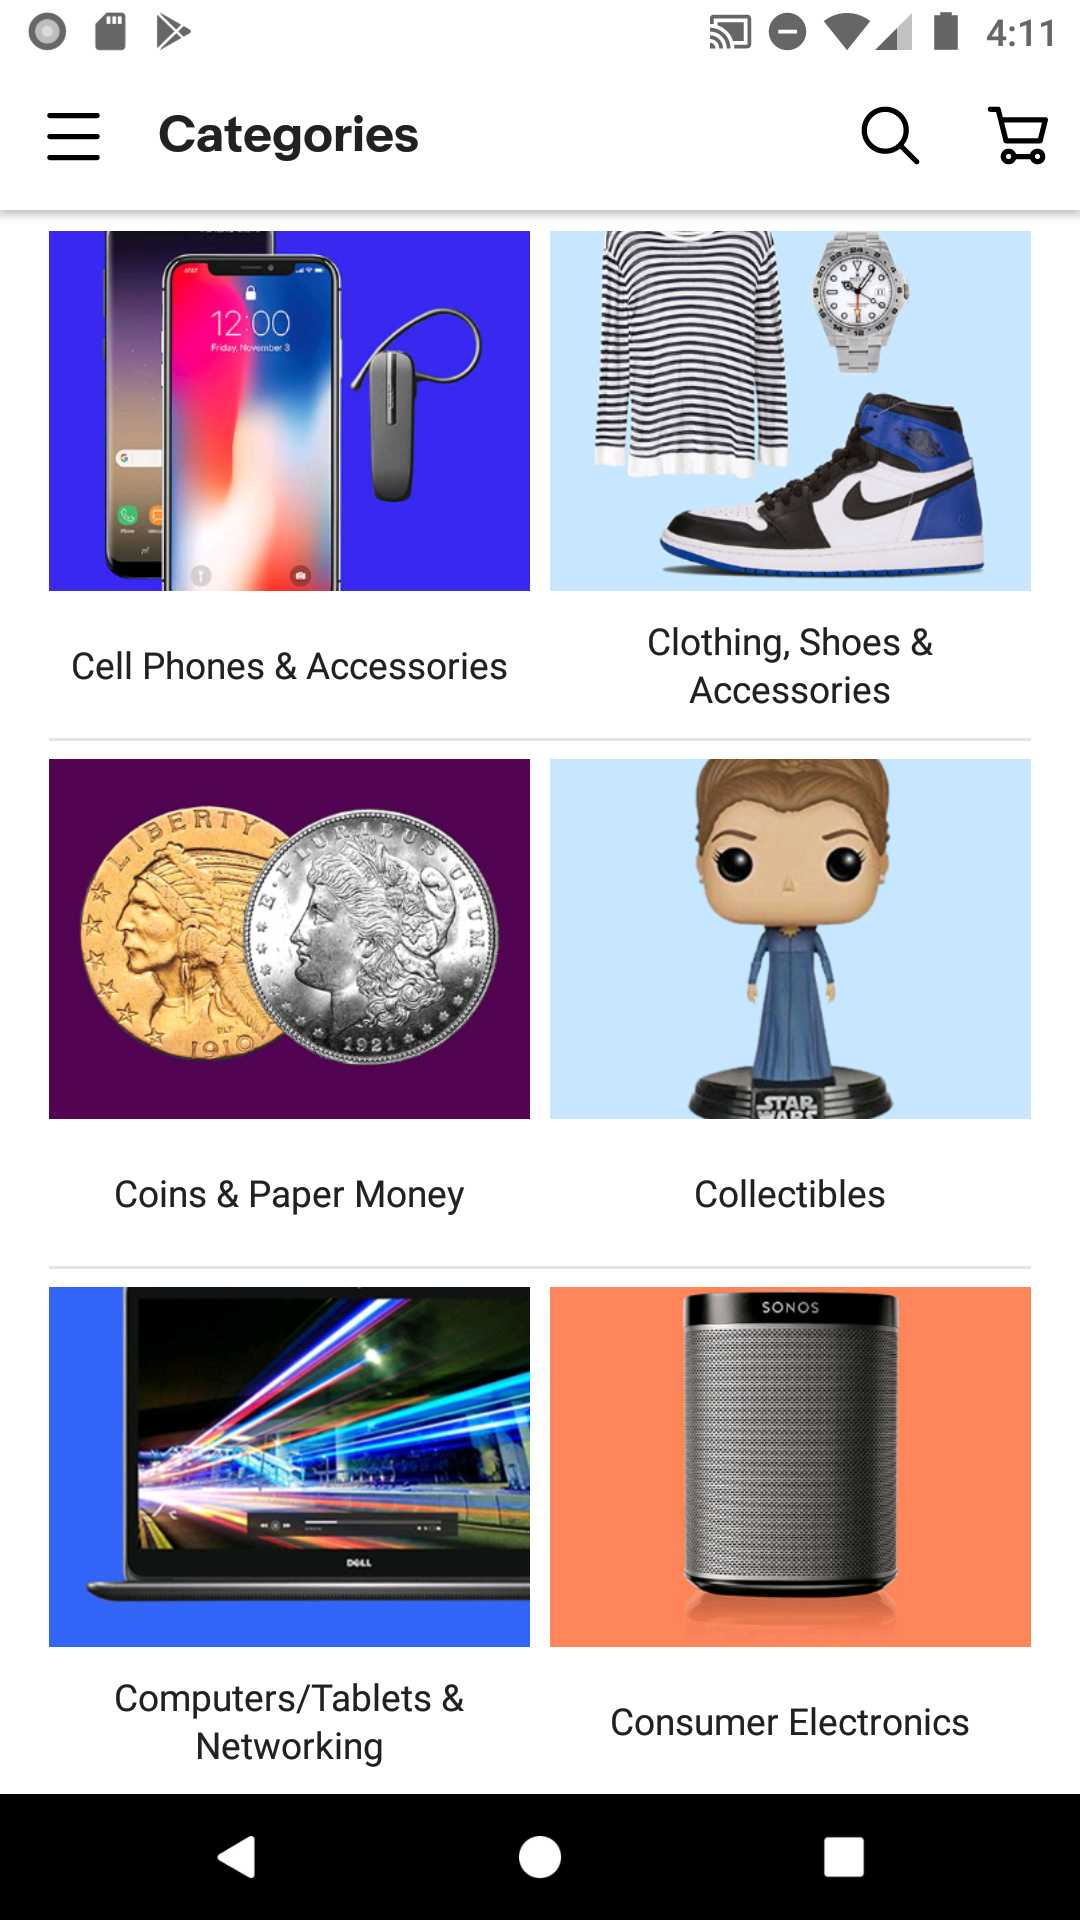 4:11
Categories
12:00
Friday, November 3
Cell Phones & Accessories
Clothing, Shoes &
Accessories
LIBERTY
1910
E·PLURIBUS·UNUM
1921
STAR
WARS
Coins & Paper Money
Collectibles
DELL
SONOS
Computers/Tablets &
Networking
Consumer Electronics